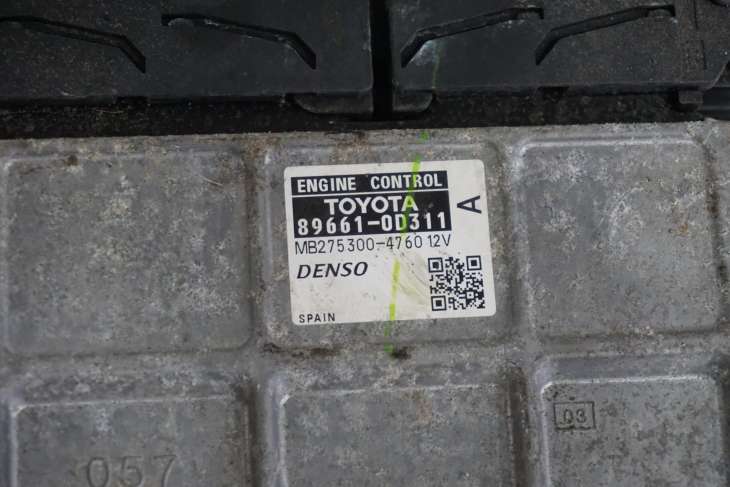 ENGINE CONTROL
TOYOTA
89661-0D311
A
MB275300-4760 12V
DENSO
SPAIN
03
057